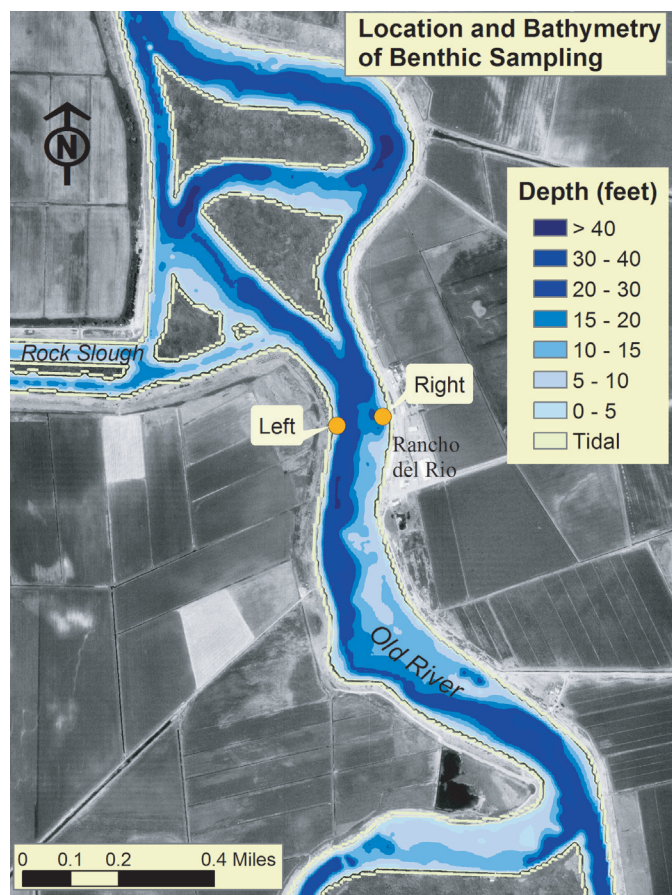 Location and Bathymetry
of Benthic Sampling
N
Depth (feet)
> 40
30 - 40
20 - 30
15 - 20
10 - 15
5 - 10
0 - 5
Tidal
Rock Slough
Right
Left
Rancho
del Rio
Old River
0 0.1 0.2 0.4 Miles